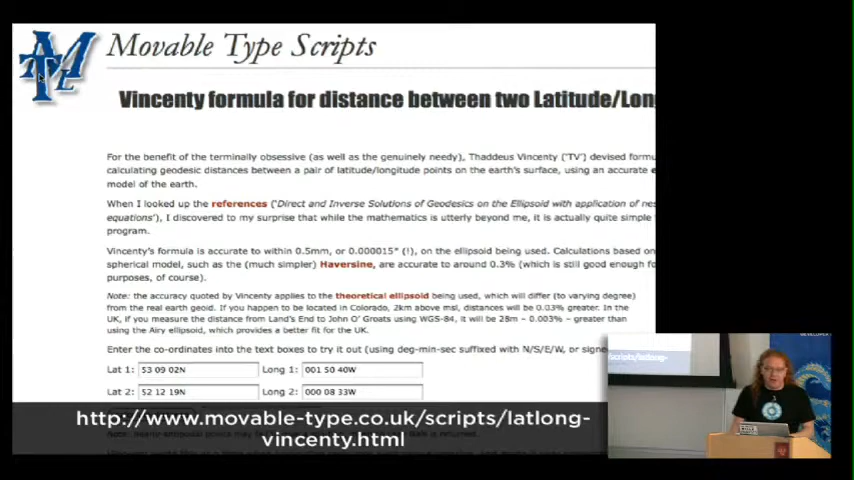 Movable Type Scripts
Vincenty formula for distance between two Latitude/Lon
For the benefit of the terminally obsessive (as well as the genuinely needy), Thaddeus Vincenty ('TV') devised formu
calculating geodesic distances between a pair of latitude/longitude points on the earth's surface, using an accurate e
model of the earth.
When I looked up the references ('Direct and Inverse Solutions of Geodesics on the Ellipsoid with application of nes
equations'), I discovered to my surprise that while the mathematics is utterly beyond me, it is actually quite simple
program.
Vincenty's formula is accurate to within 0.5mm, or 0.000015″ (!), on the ellipsoid being used. Calculations based on
spherical model, such as the (much simpler) Haversine, are accurate to around 0.3% (which is still good enough fo
purposes, of course).
Note: the accuracy quoted by Vincenty applies to the theoretical ellipsoid being used, which will differ (to varying degree)
from the real earth geoid. If you happen to be located in Colorado, 2km above msl, distances will be 0.03% greater. In the
UK, if you measure the distance from Land's End to John O' Groats using WGS-84, it will be 28m – 0.003% – greater than
using the Airy ellipsoid, which provides a better fit for the UK.
Enter the co-ordinates into the text boxes to try it out (using deg-min-sec suffixed with N/S/E/W, or signe
Lat 1: 53 09 02N Long 1: 001 50 40W
Lat 2: 52 12 19N Long 2: 000 08 33W
http://www.movable-type.co.uk/scripts/latlong-
vincenty.html